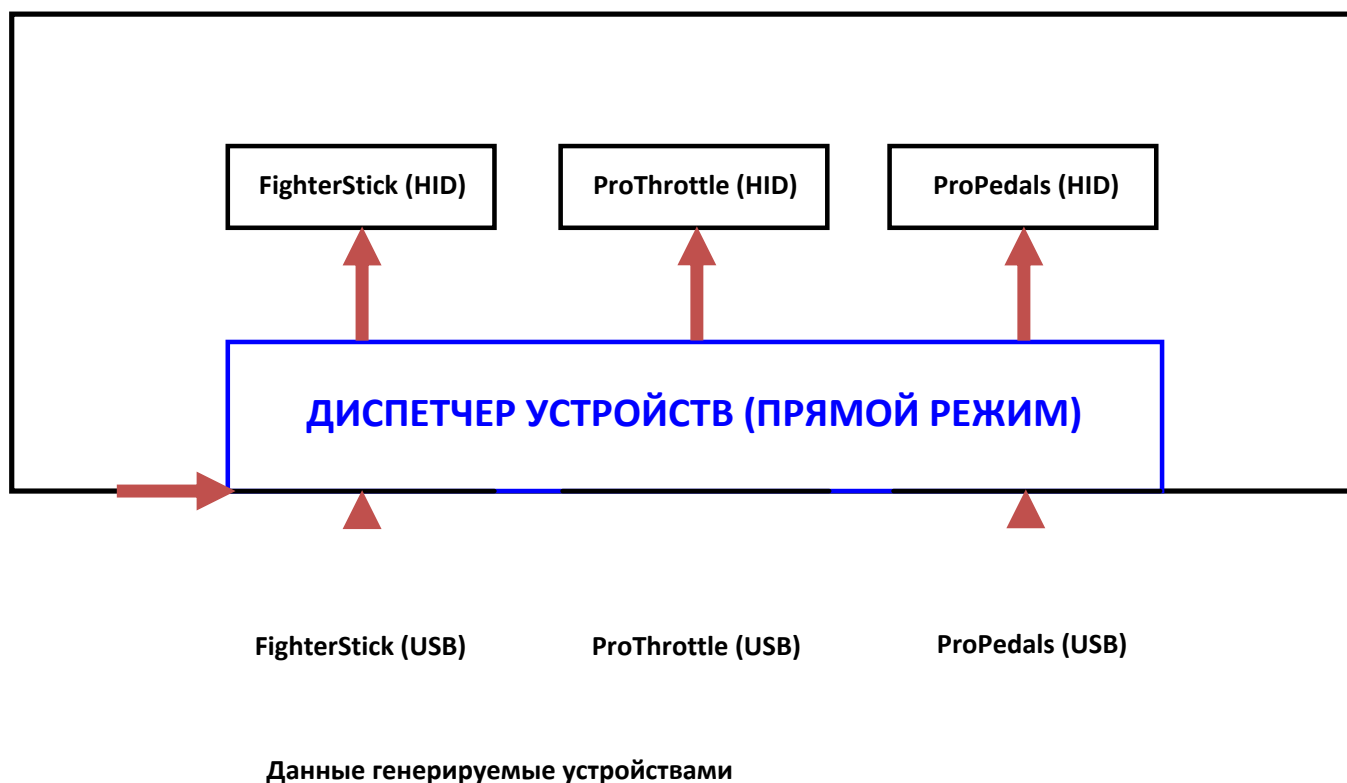 FighterStick (HID)
ProThrottle (HID)
ProPedals (HID)
ДИСПЕТЧЕР УСТРОЙСТВ (ПРЯМОЙ РЕЖИМ)
FighterStick (USB)
ProThrottle (USB)
ProPedals (USB)
Данные генерируемые устройствами